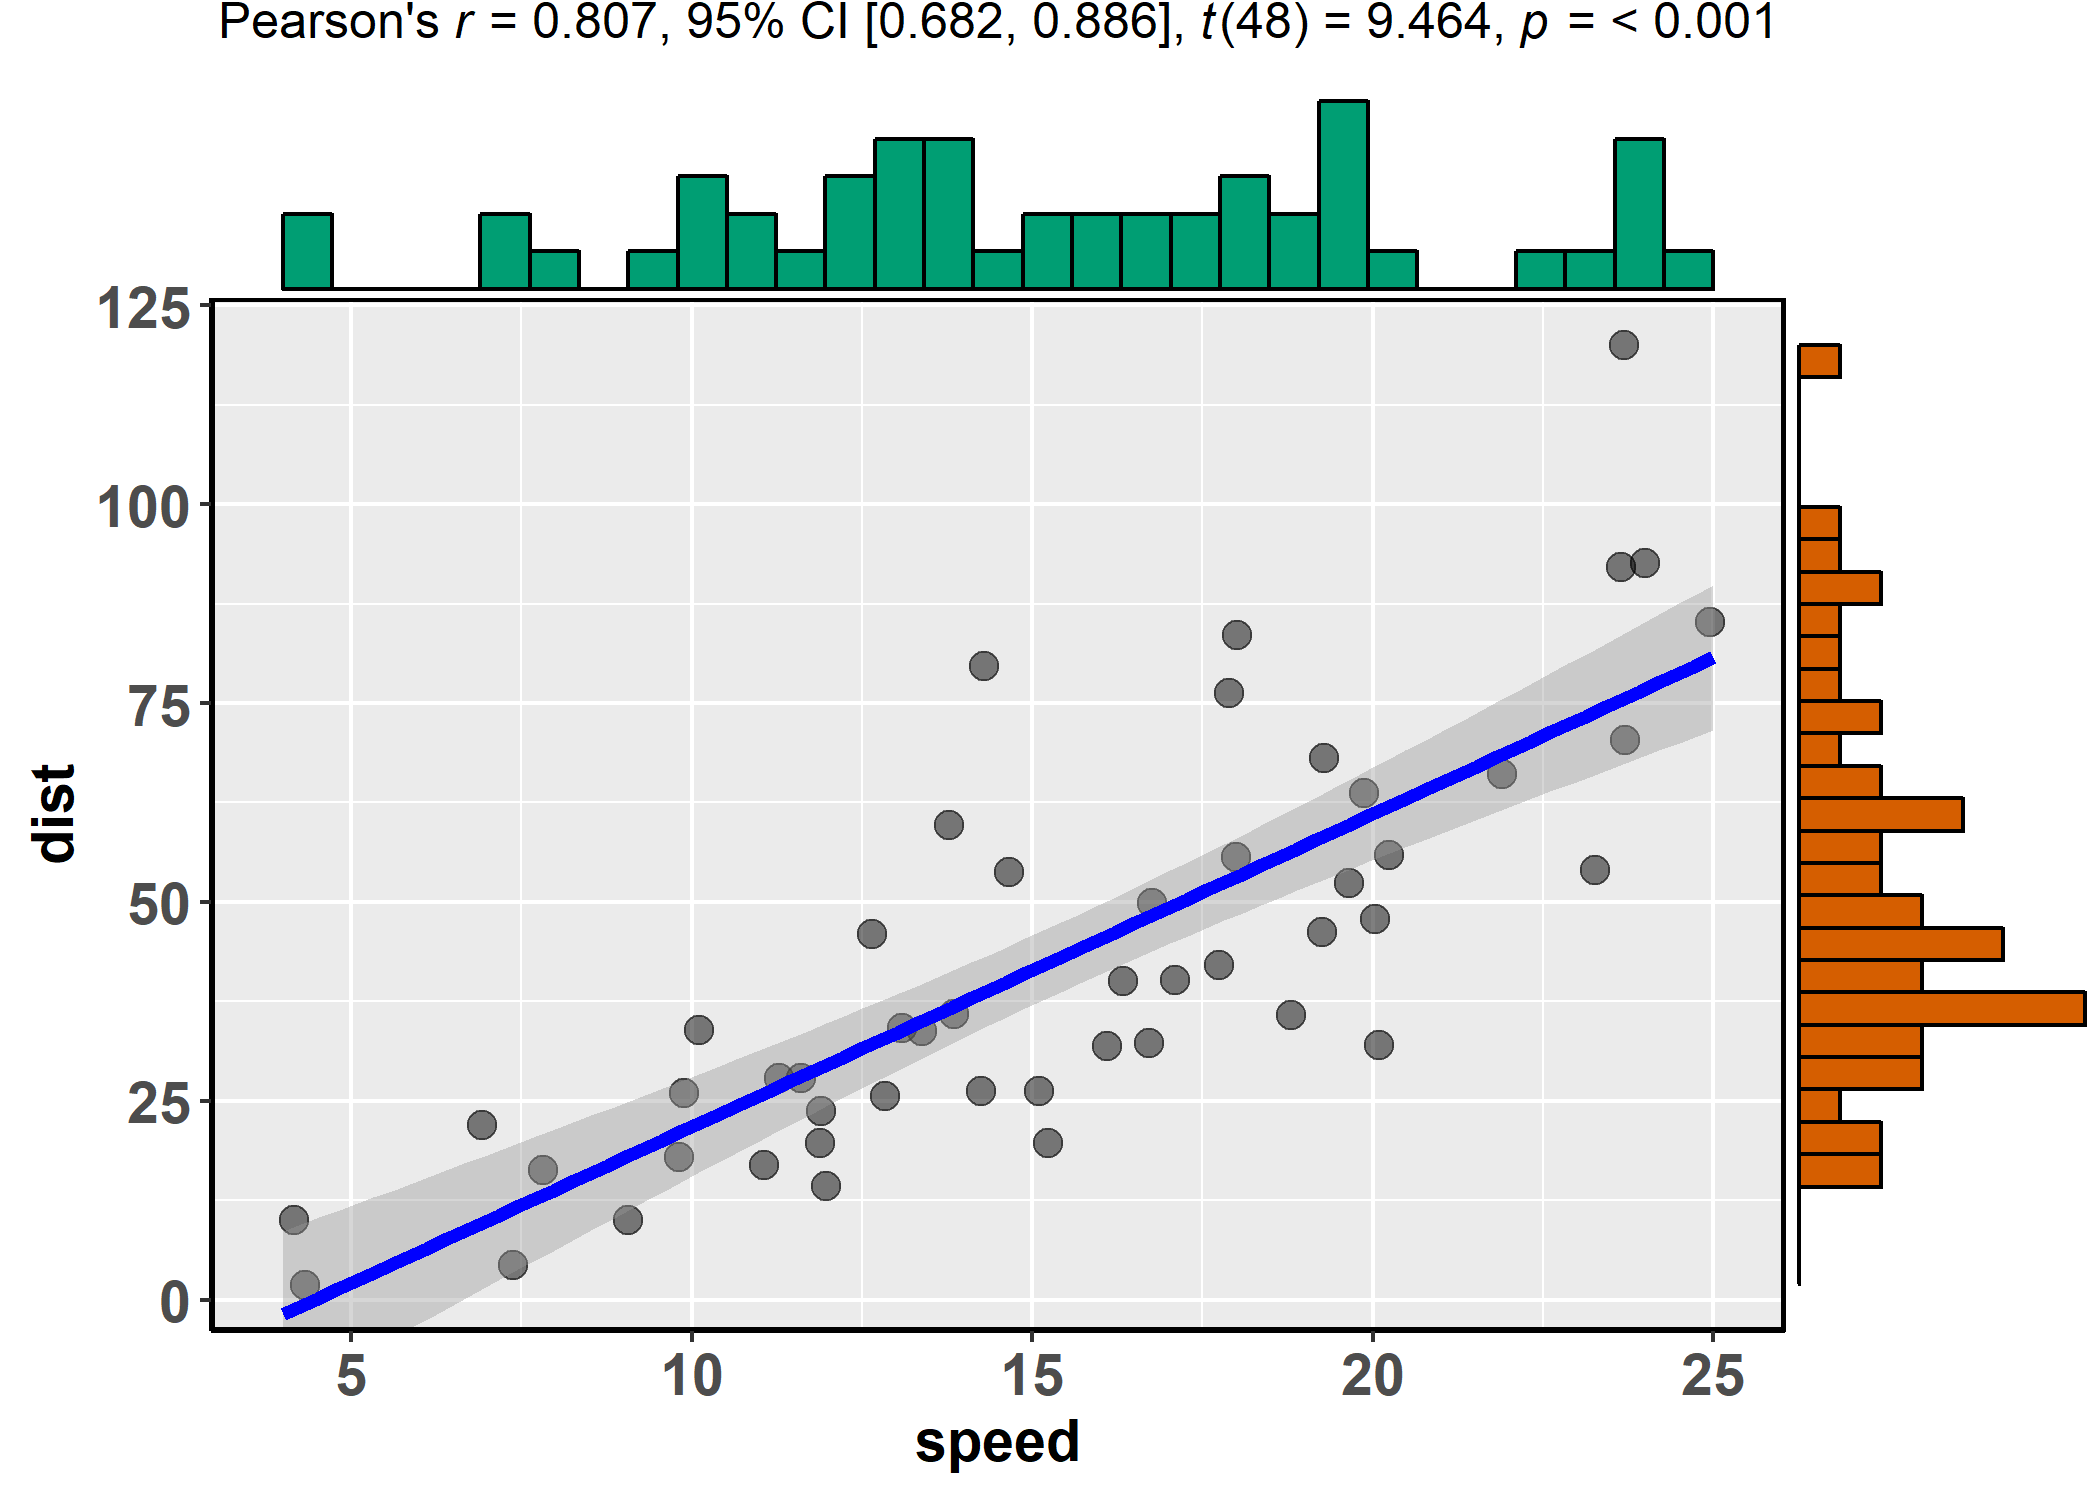 Pearson's r = 0.807, 95% CI [0.682, 0.886], t(48) = 9.464, p = < 0.001
125
100
75
50
25
0
dist
5 10 15 20 25
speed